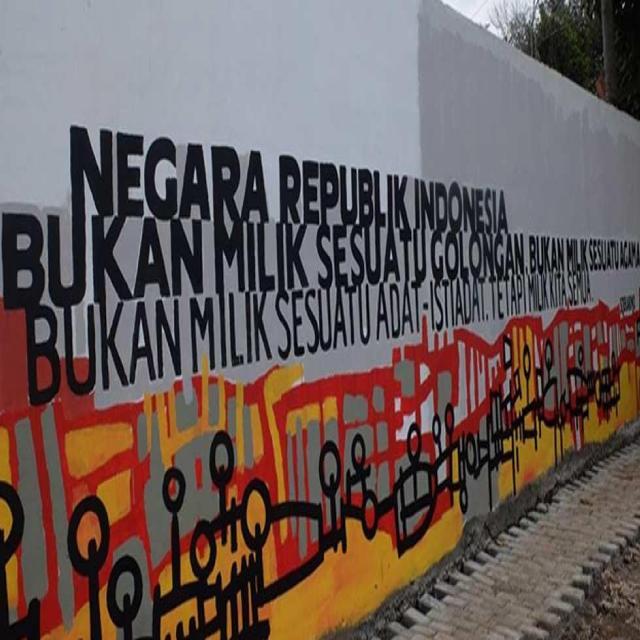 NEGARA REPUBLIK INDONESIA
BUKAN MILIK SESUATU GOLONGAN, BUKAN MILIK SESUATU AGAMA
BUKAN MILIK SESUATU ADAT-ISTIADAT. TETAPI MILIK KITA SEMUA